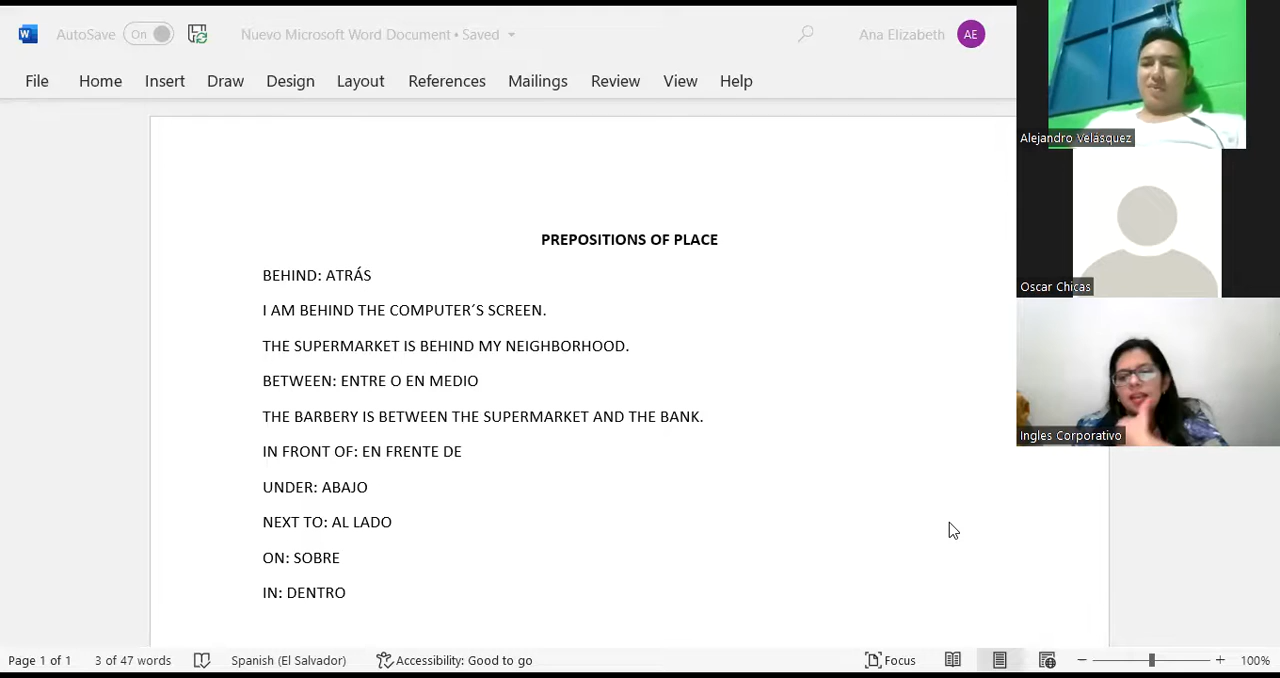 AutoSave On Nuevo Microsoft Word Document • Saved Ana Elizabeth AE
File Home Insert Draw Design Layout References Mailings Review View Help
PREPOSITIONS OF PLACE
BEHIND: ATRÁS
I AM BEHIND THE COMPUTER´S SCREEN.
THE SUPERMARKET IS BEHIND MY NEIGHBORHOOD.
BETWEEN: ENTRE O EN MEDIO
THE BARBERY IS BETWEEN THE SUPERMARKET AND THE BANK.
IN FRONT OF: EN FRENTE DE
UNDER: ABAJO
NEXT TO: AL LADO
ON: SOBRE
IN: DENTRO
Alejandro Velásquez
Oscar Chicas
Ingles Corporativo
Page 1 of 1 3 of 47 words Spanish (El Salvador) Accessibility: Good to go Focus 100%